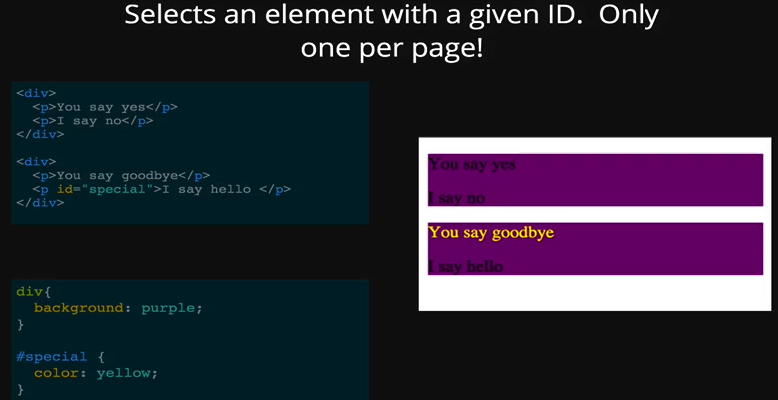 Selects an element with a given ID. Only
one per page!
<div>
<p>You say yes</p>
<p>I say no</p>
</div>
<div>
<p>You say goodbye</p>
<p id="special">I say hello </p>
</div>
div{
background: purple;
}
#special {
color: yellow;
}
You say yes
I say no
You say goodbye
I say hello